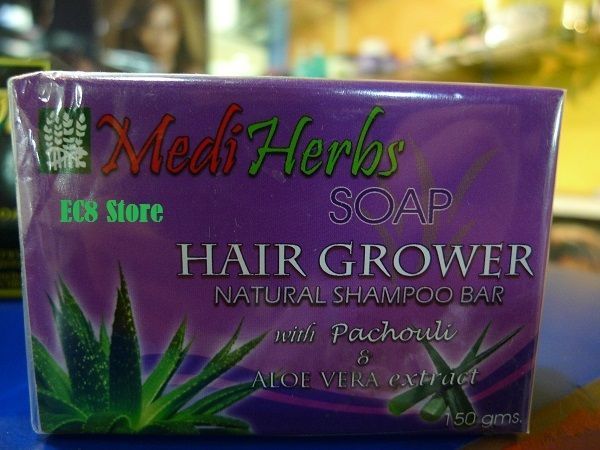 MediHerbs
EC8 Store
SOAP
HAIR GROWER
NATURAL SHAMPOO BAR
with Pachouli
&
ALOE VERA extract
150 gms.